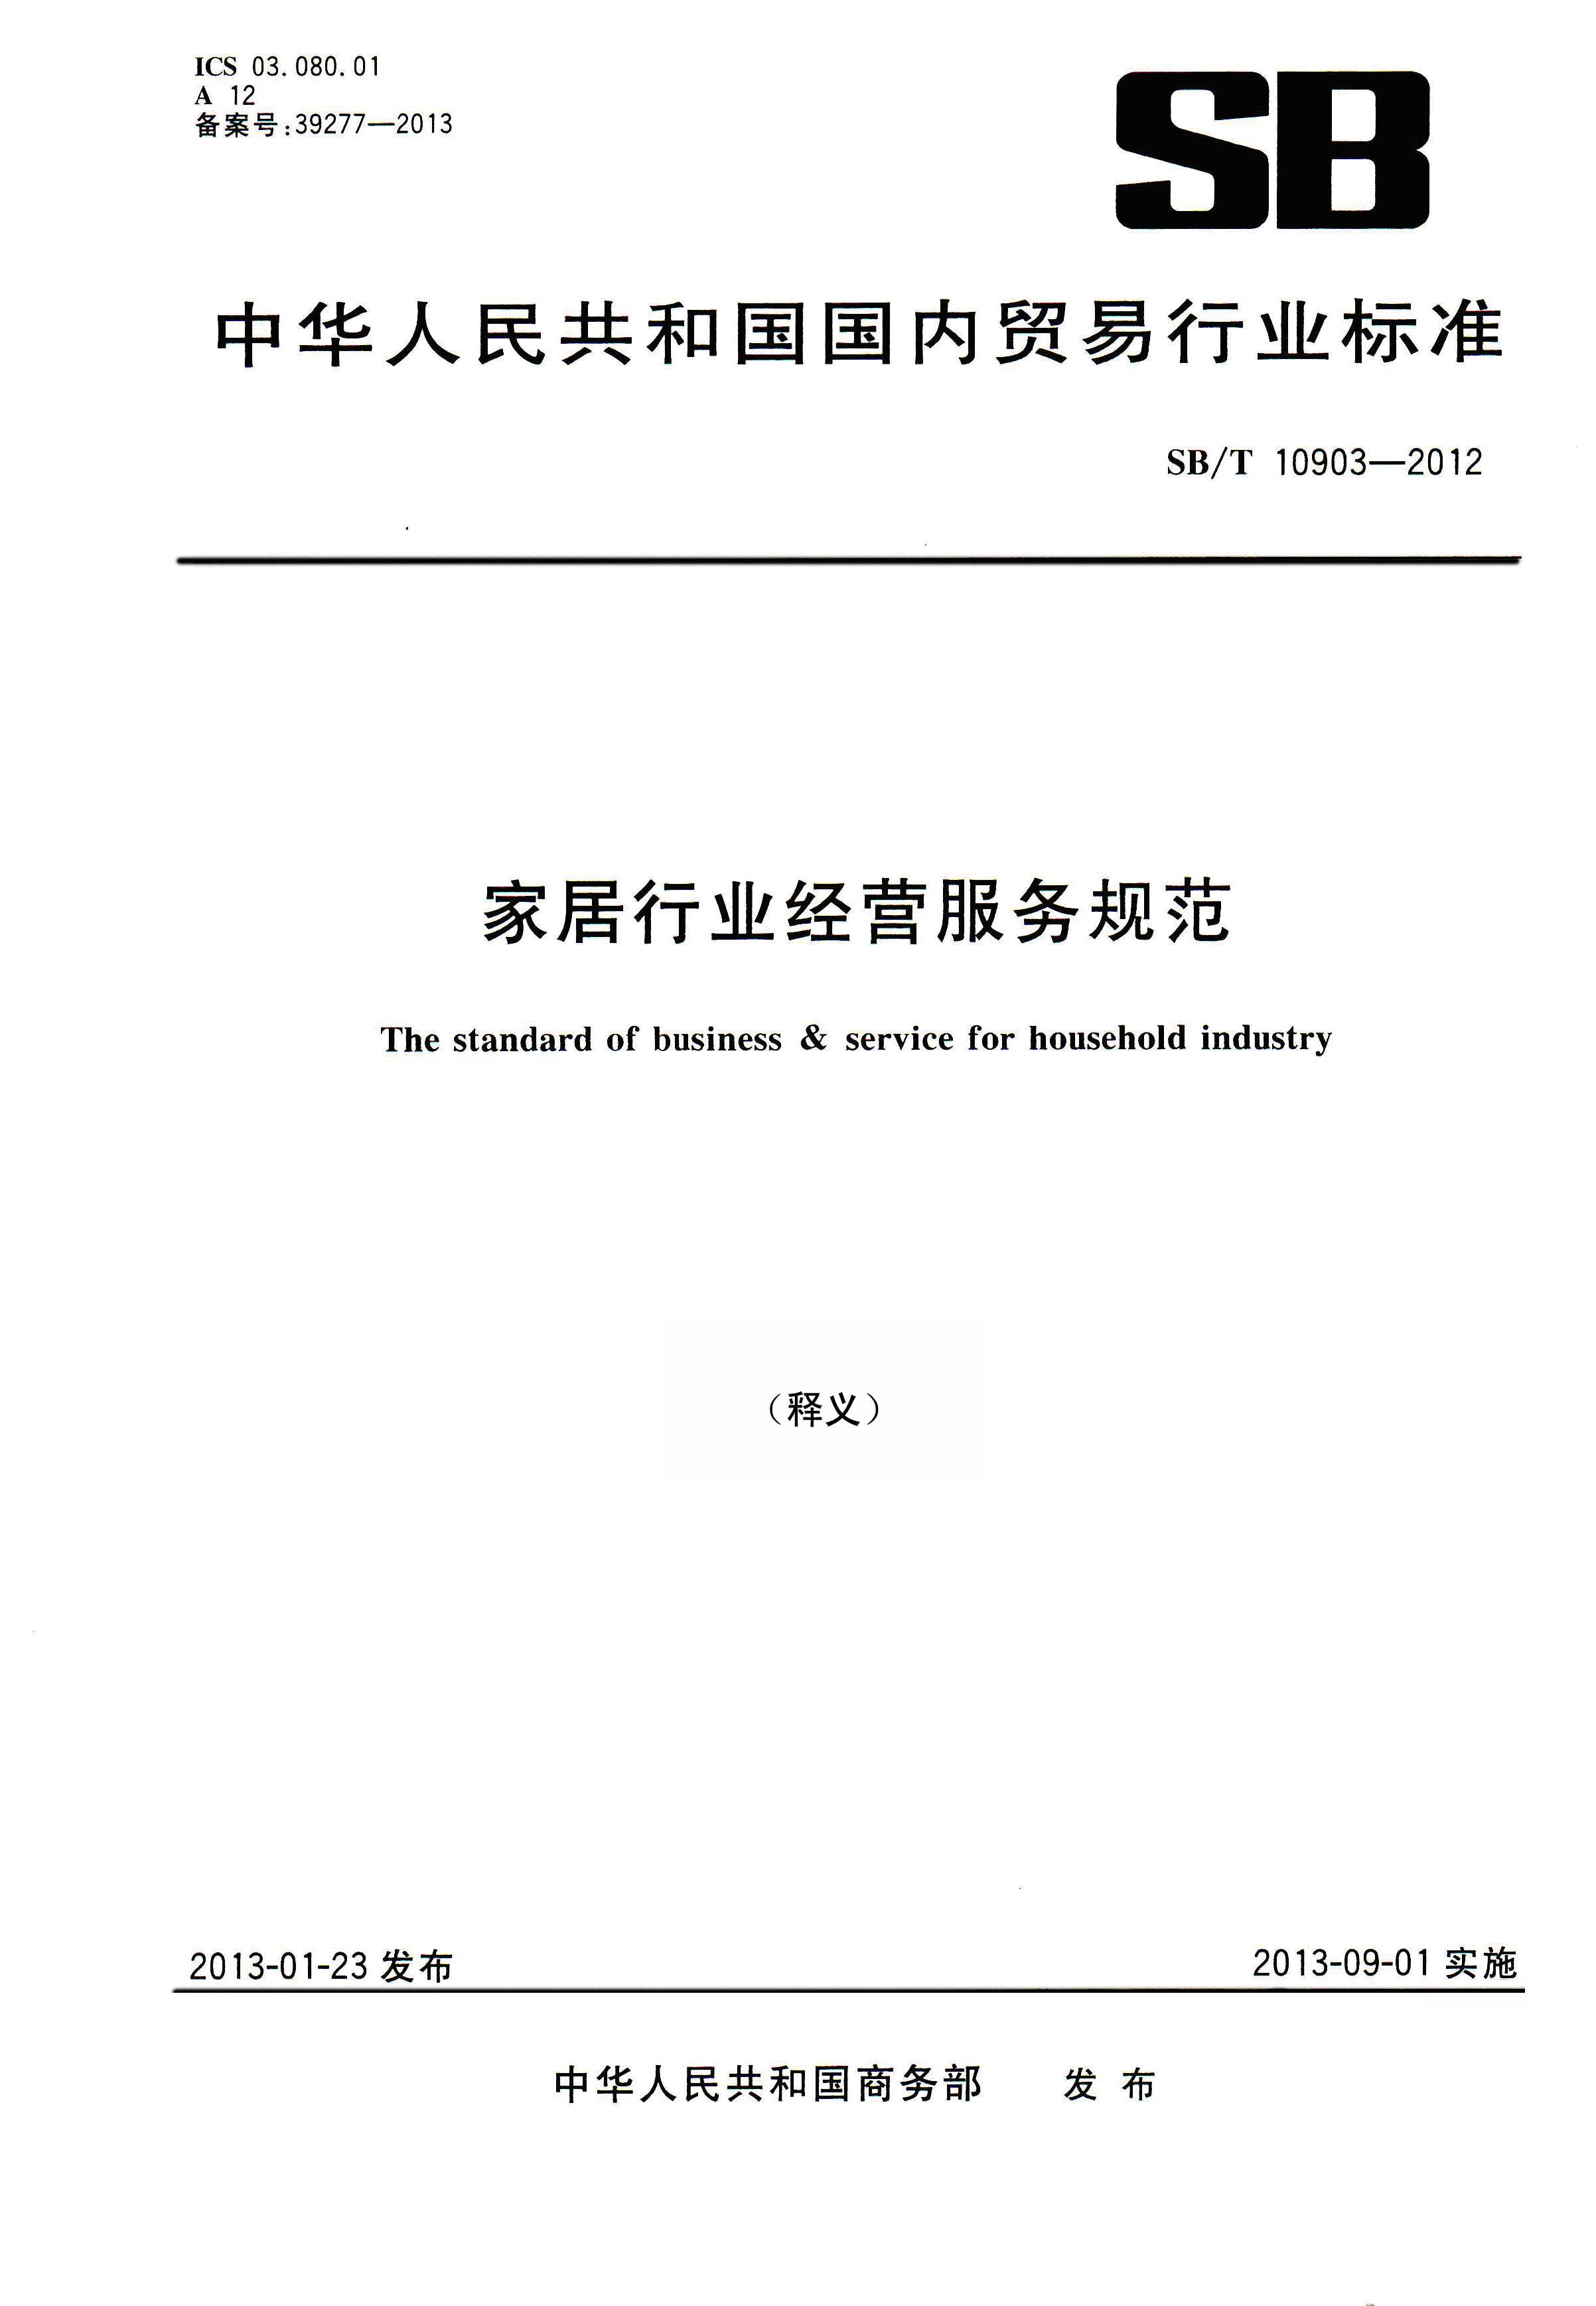 ICS 03.080.01
A 12
备案号:39277—2013
SB
中华人民共和国国内贸易行业标准
SB/T 10903—2012
家居行业经营服务规范
The standard of business & service for household industry
（释义）
2013-01-23 发布
2013-09-01 实施
中华人民共和国商务部 发布